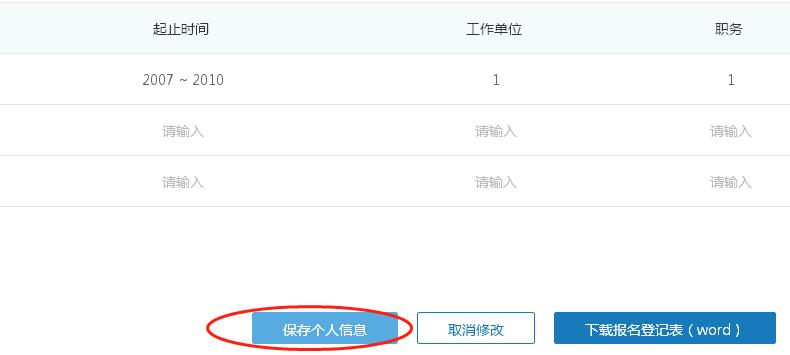 起止时间 工作单位 职务
2007 ~ 2010 1 1
请输入 请输入 请输入
请输入 请输入 请输入
保存个人信息 取消修改 下载报名登记表（word）